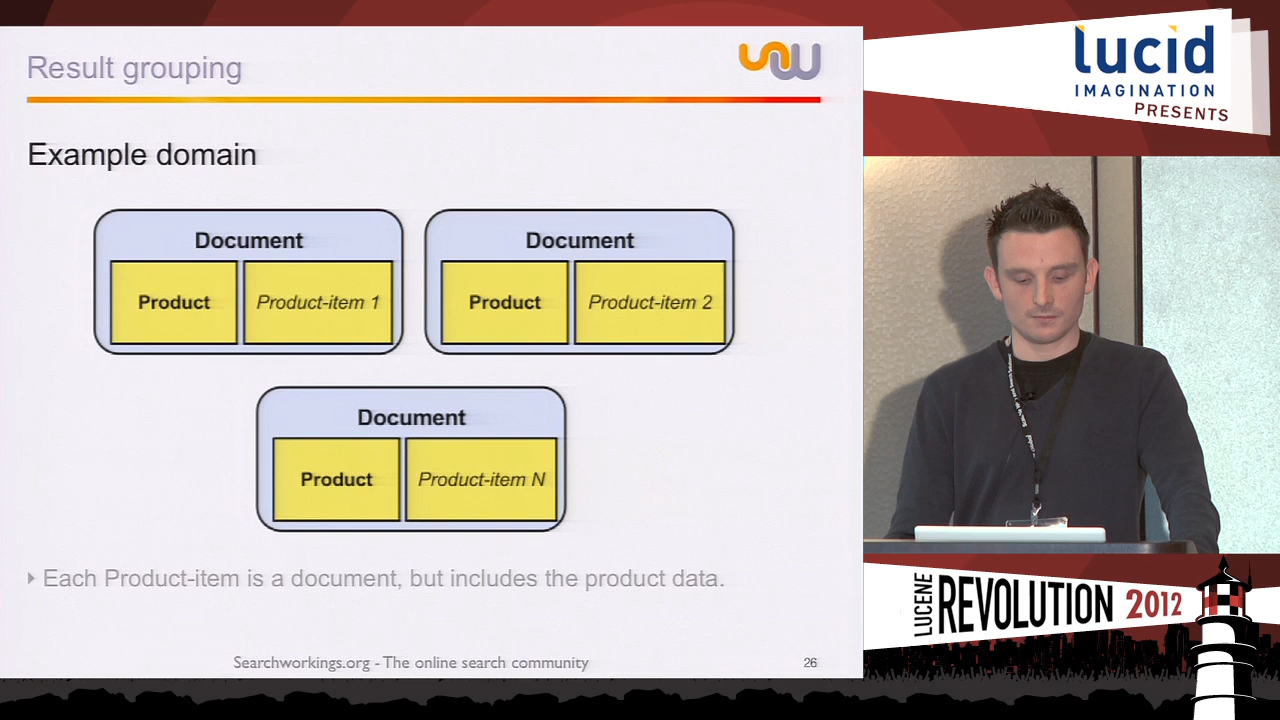 Result grouping
Example domain
Document
Product
Product-item 1
Document
Product
Product-item 2
Document
Product
Product-item N
Each Product-item is a document, but includes the product data.
Searchworkings.org - The online search community
26
lucid
IMAGINATION
PRESENTS
LUCENE
REVOLUTION 2012